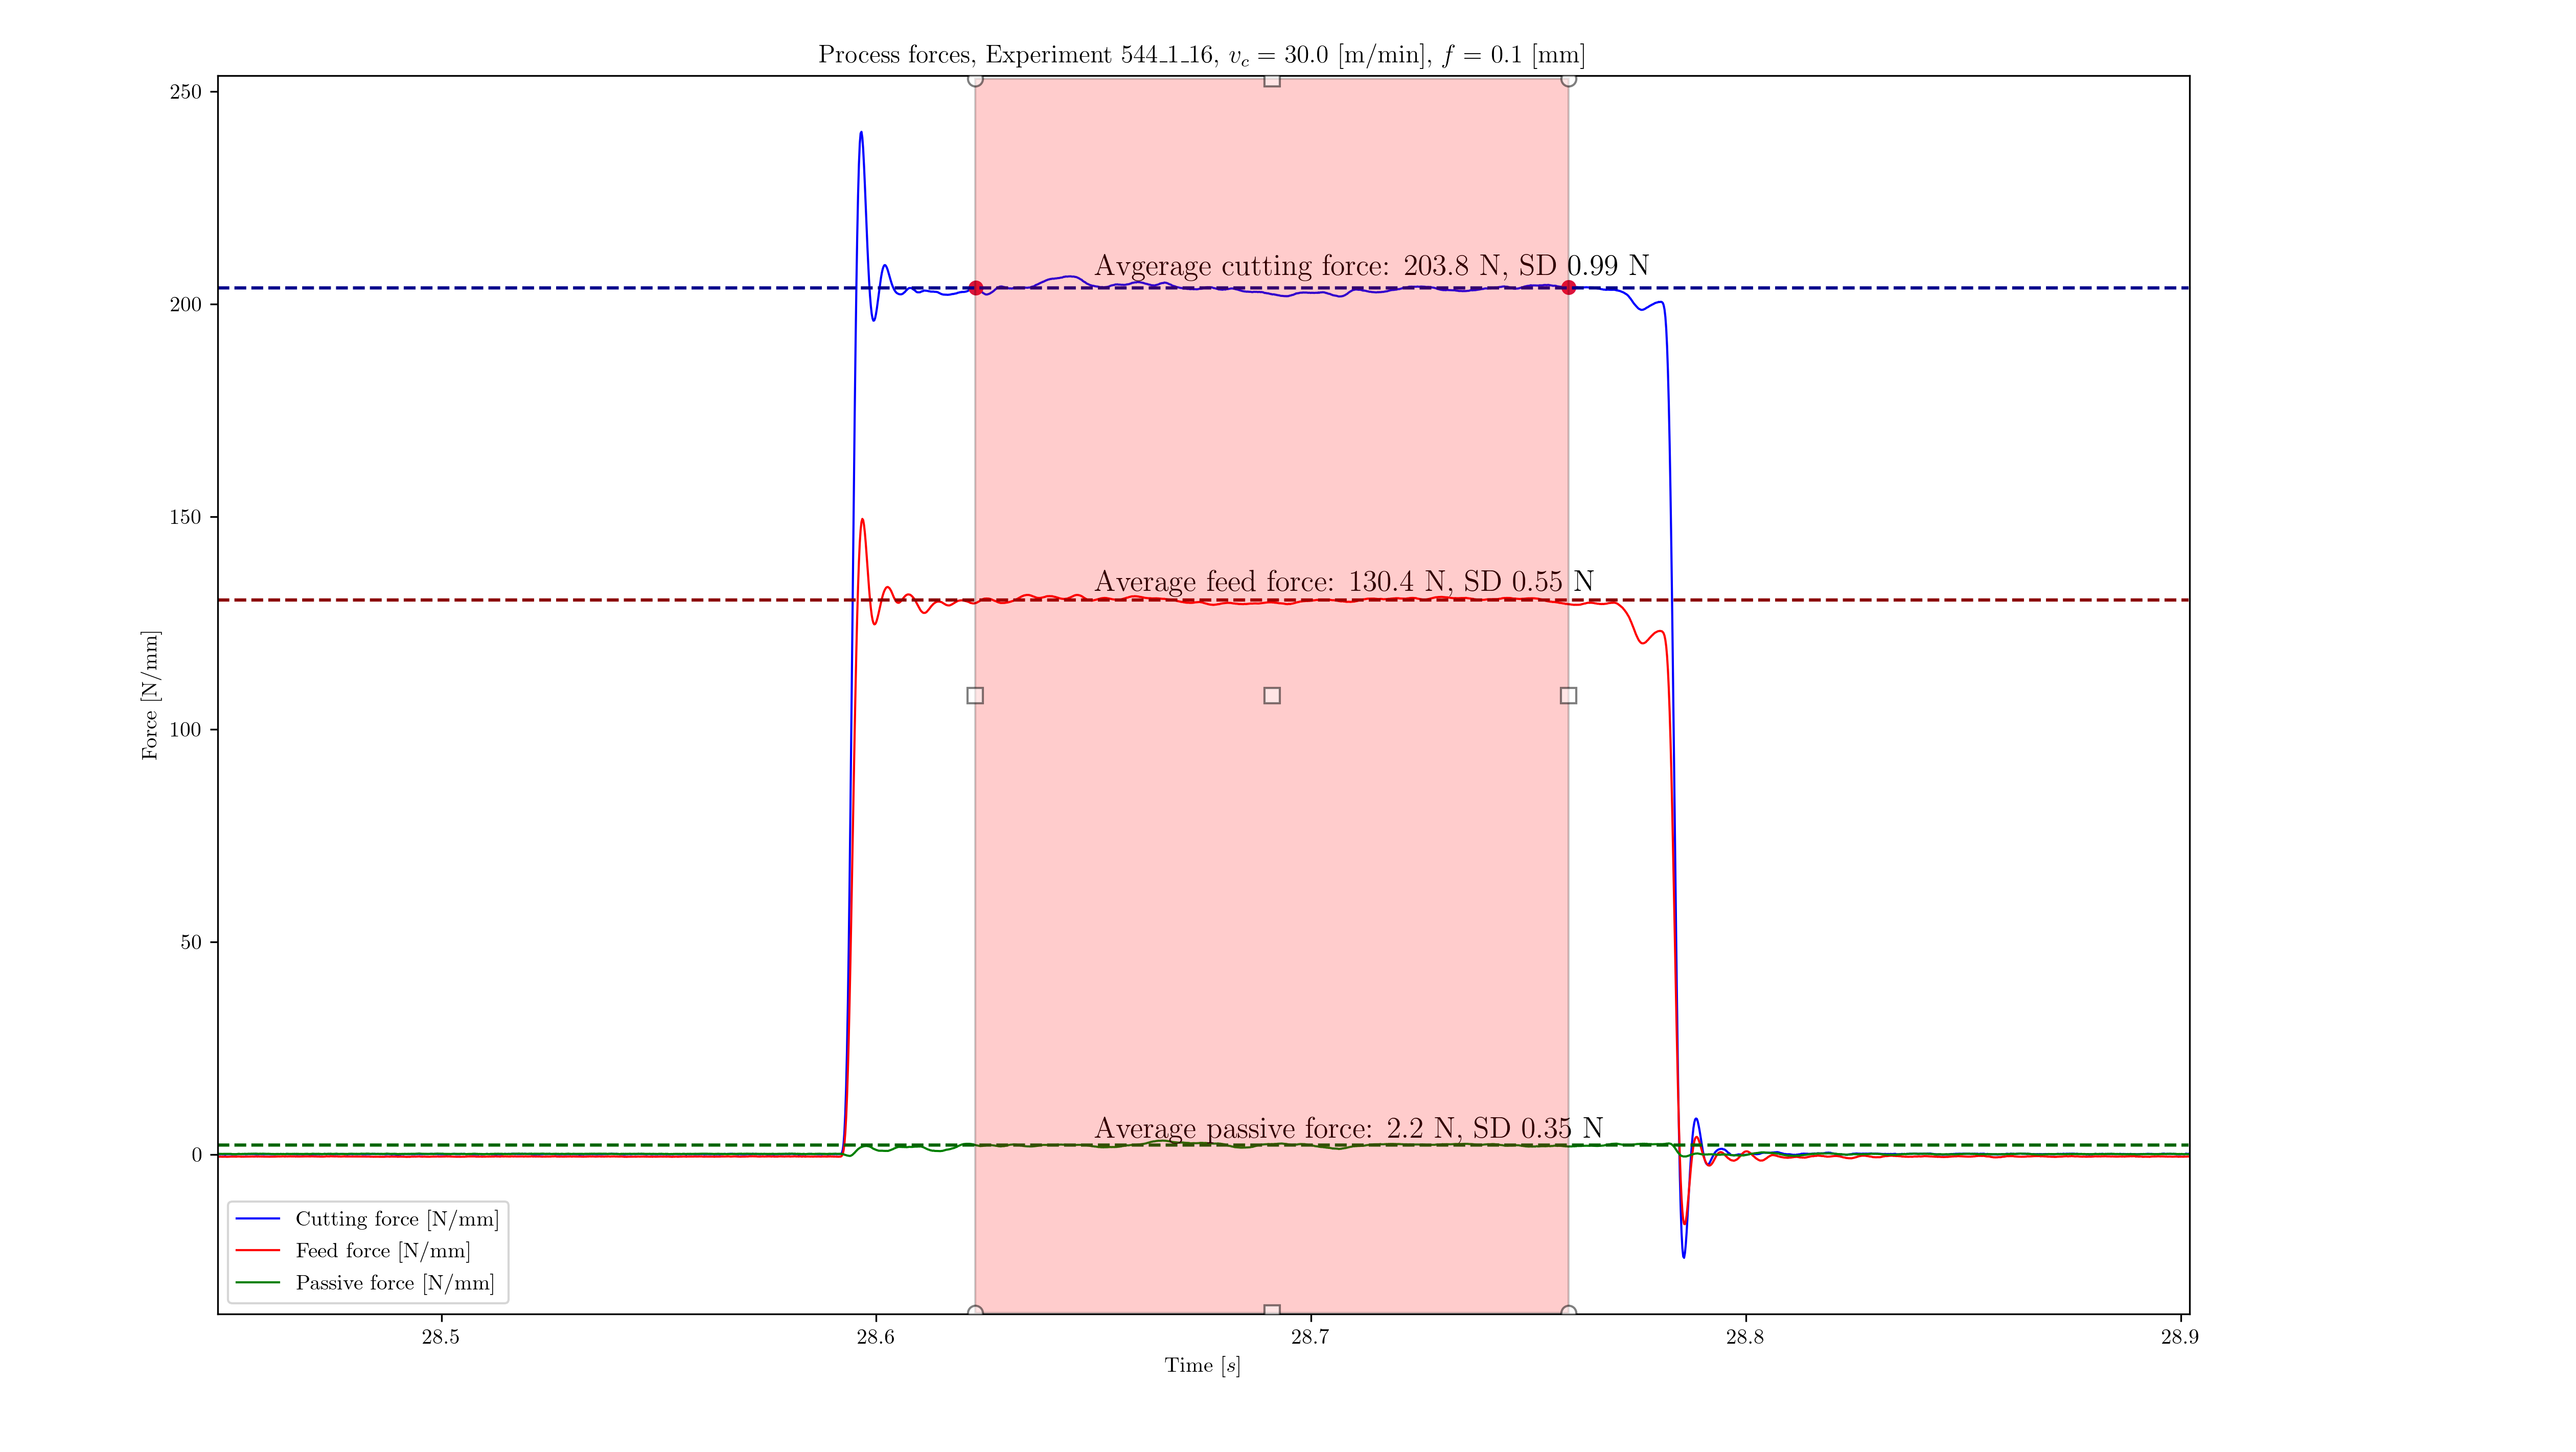 Process forces, Experiment 544_1_16, v_c = 30.0 [m/min], f = 0.1 [mm]
250
200
150
100
50
0
Force [N/mm]
Avgerage cutting force: 203.8 N, SD 0.99 N
Average feed force: 130.4 N, SD 0.55 N
Average passive force: 2.2 N, SD 0.35 N
Cutting force [N/mm]
Feed force [N/mm]
Passive force [N/mm]
28.5 28.6 28.7 28.8 28.9
Time [s]